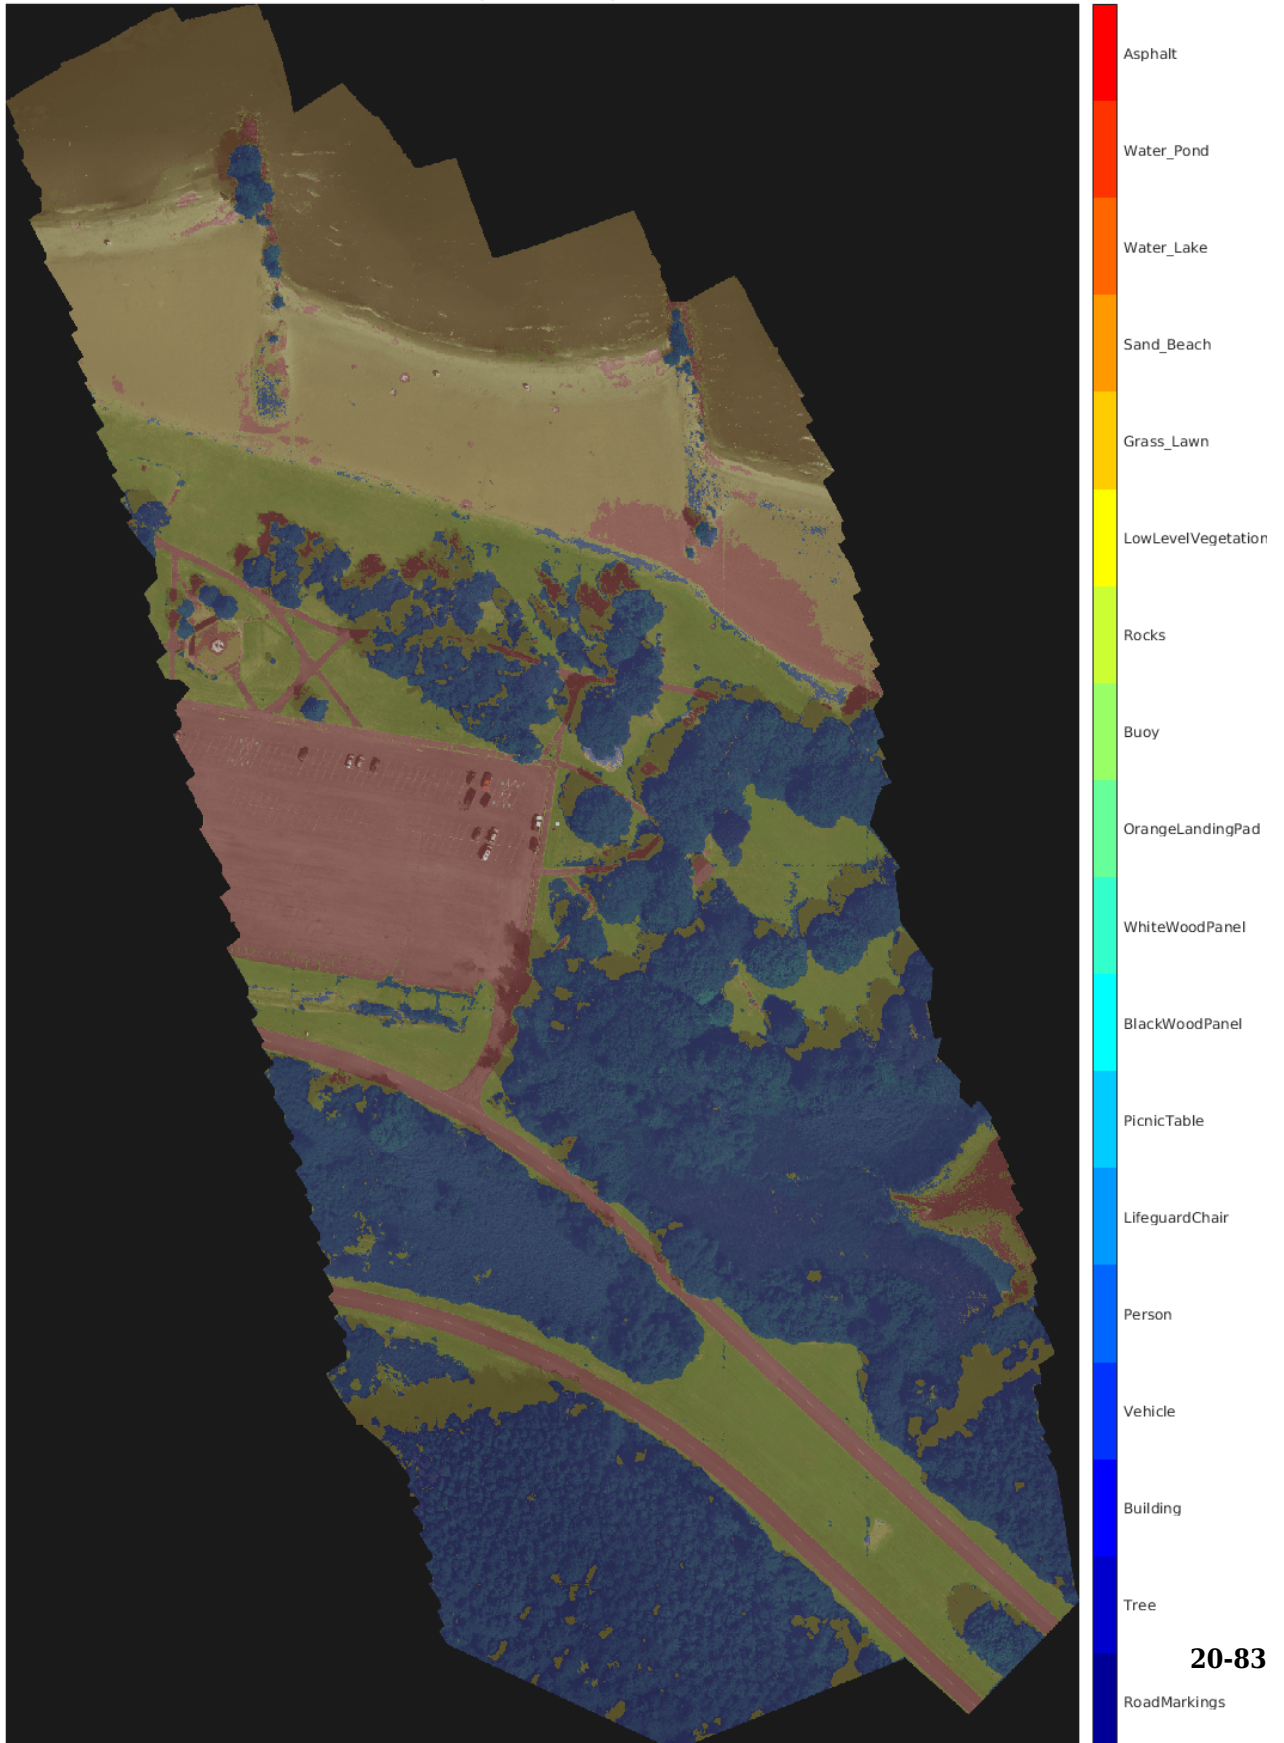 Asphalt
Water_Pond
Water_Lake
Sand_Beach
Grass_Lawn
LowLevelVegetation
Rocks
Buoy
OrangeLandingPad
WhiteWoodPanel
BlackWoodPanel
PicnicTable
LifeguardChair
Person
Vehicle
Building
Tree
20-83
RoadMarkings